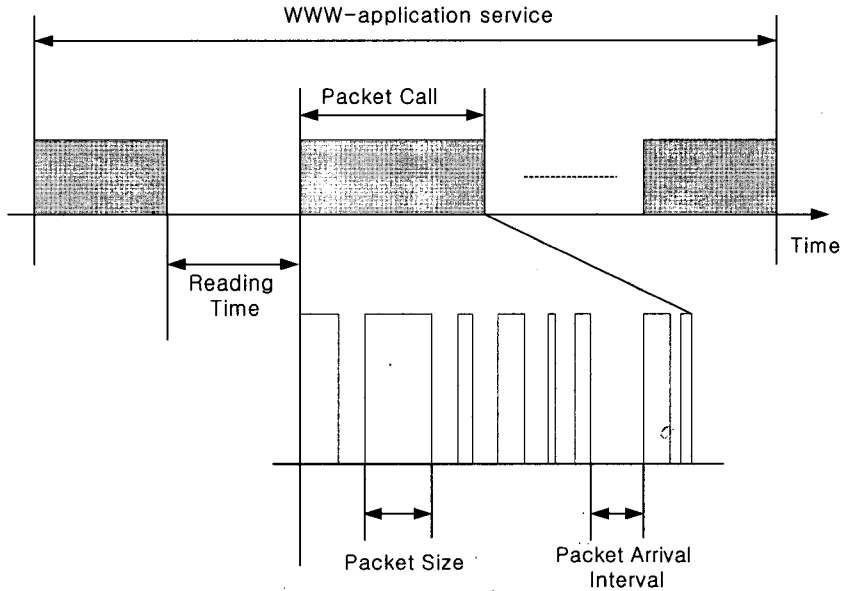 WWW-application service
Packet Call
Time
Reading
Time
Packet Size
Packet Arrival
Interval